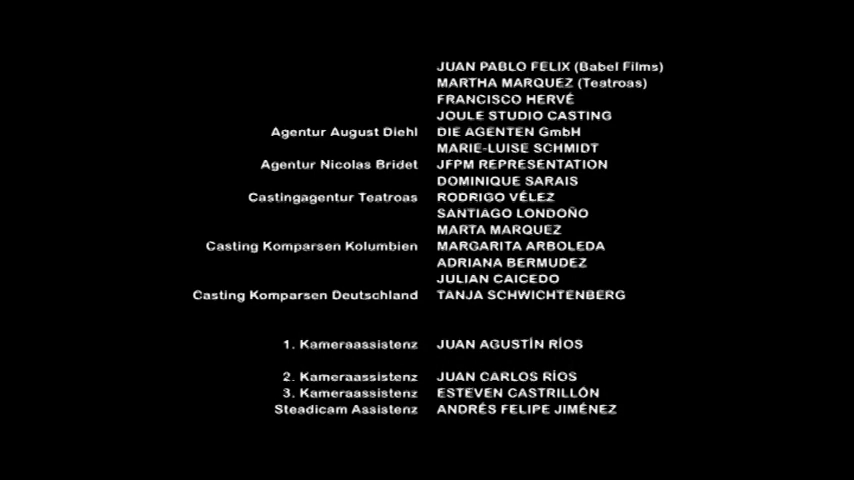 JUAN PABLO FELIX (Babel Films)
MARTHA MARQUEZ (Teatroas)
FRANCISCO HERVÉ
JOULE STUDIO CASTING
Agentur August Diehl DIE AGENTEN GmbH
MARIE-LUISE SCHMIDT
Agentur Nicolas Bridet JFPM REPRESENTATION
DOMINIQUE SARAIS
Castingagentur Teatroas RODRIGO VÉLEZ
SANTIAGO LONDOÑO
MARTA MARQUEZ
Casting Komparsen Kolumbien MARGARITA ARBOLEDA
ADRIANA BERMUDEZ
JULIAN CAICEDO
Casting Komparsen Deutschland TANJA SCHWICHTENBERG
1. Kameraassistenz JUAN AGUSTÍN RÍOS
2. Kameraassistenz JUAN CARLOS RÍOS
3. Kameraassistenz ESTEVEN CASTRILLÓN
Steadicam Assistenz ANDRÉS FELIPE JIMÉNEZ